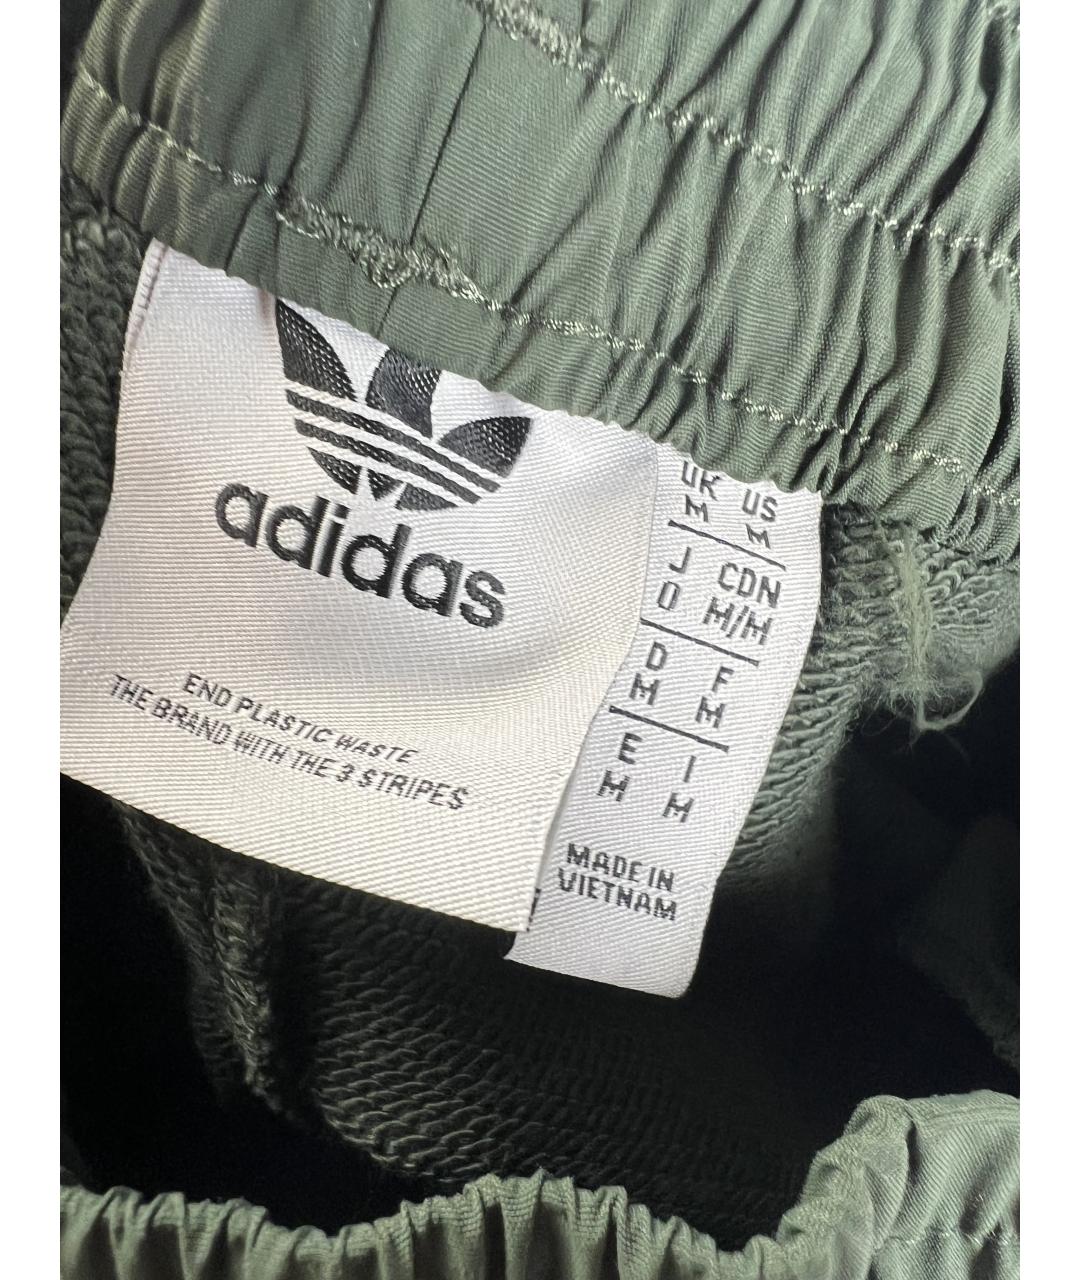 adidas
END PLASTIC WASTE
THE BRAND WITH THE 3 STRIPES
UK US
M M
J CDN
O M/M
D F
M M
E I
M M
MADE IN
VIETNAM